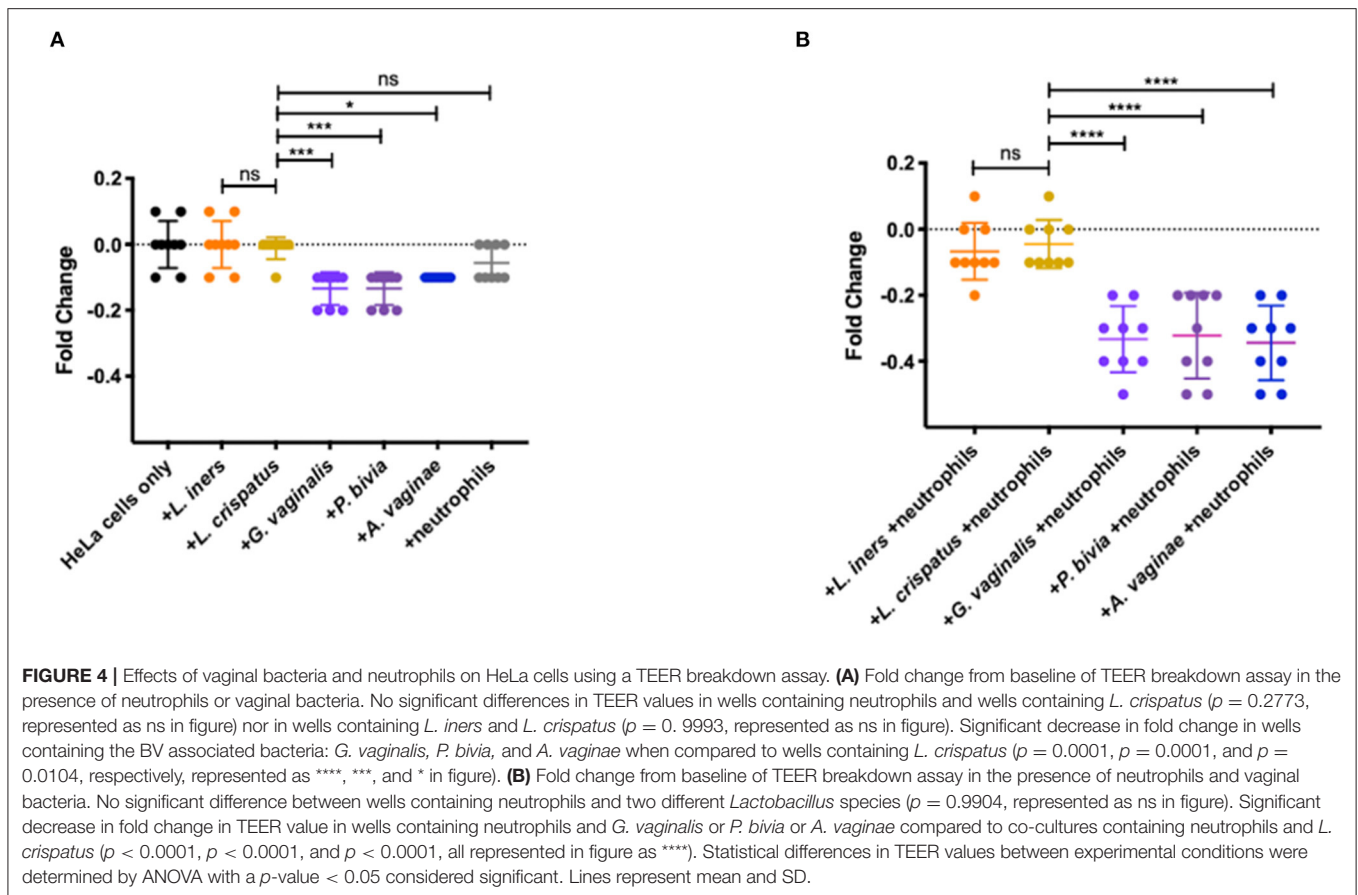 A
ns
*
***
***
ns
0.2
0.0
-0.2
-0.4
Fold Change
HeLa cells only
+L. iners
+L. crispatus
+G. vaginalis
+P. bivia
+A. vaginae
+neutrophils
B
****
****
****
ns
0.2
0.0
-0.2
-0.4
Fold Change
+L. iners +neutrophils
+L. crispatus +neutrophils
+G. vaginalis +neutrophils
+P. bivia +neutrophils
+A. vaginae +neutrophils
FIGURE 4 | Effects of vaginal bacteria and neutrophils on HeLa cells using a TEER breakdown assay. (A) Fold change from baseline of TEER breakdown assay in the
presence of neutrophils or vaginal bacteria. No significant differences in TEER values in wells containing neutrophils and wells containing L. crispatus (p = 0.2773,
represented as ns in figure) nor in wells containing L. iners and L. crispatus (p = 0. 9993, represented as ns in figure). Significant decrease in fold change in wells
containing the BV associated bacteria: G. vaginalis, P. bivia, and A. vaginae when compared to wells containing L. crispatus (p = 0.0001, p = 0.0001, and p =
0.0104, respectively, represented as ****, ***, and * in figure). (B) Fold change from baseline of TEER breakdown assay in the presence of neutrophils and vaginal
bacteria. No significant difference between wells containing neutrophils and two different Lactobacillus species (p = 0.9904, represented as ns in figure). Significant
decrease in fold change in TEER value in wells containing neutrophils and G. vaginalis or P. bivia or A. vaginae compared to co-cultures containing neutrophils and L.
crispatus (p < 0.0001, p < 0.0001, and p < 0.0001, all represented in figure as ****). Statistical differences in TEER values between experimental conditions were
determined by ANOVA with a p-value < 0.05 considered significant. Lines represent mean and SD.